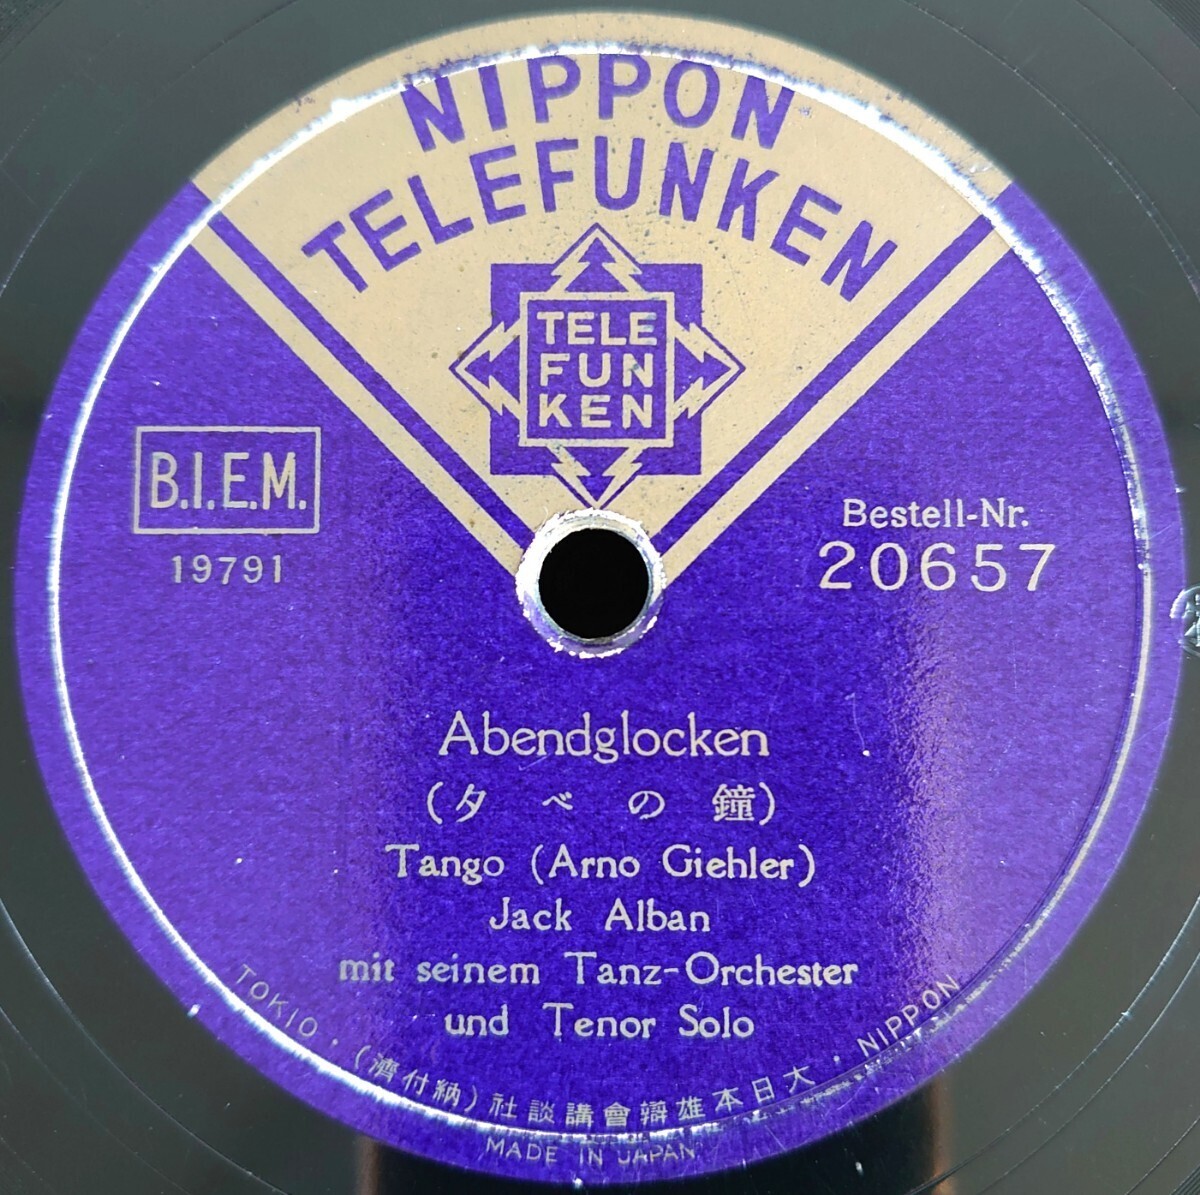 NIPPON
TELEFUNKEN
TELE
FUN
KEN
B.I.E.M.
19791
Bestell-Nr.
20657
Abendglocken
(夕べの鐘)
Tango (Arno Giehler)
Jack Alban
mit seinem Tanz-Orchester
und Tenor Solo
TOKIO・(濟付納)社談講會辯雄本日大・NIPPON
MADE IN JAPAN